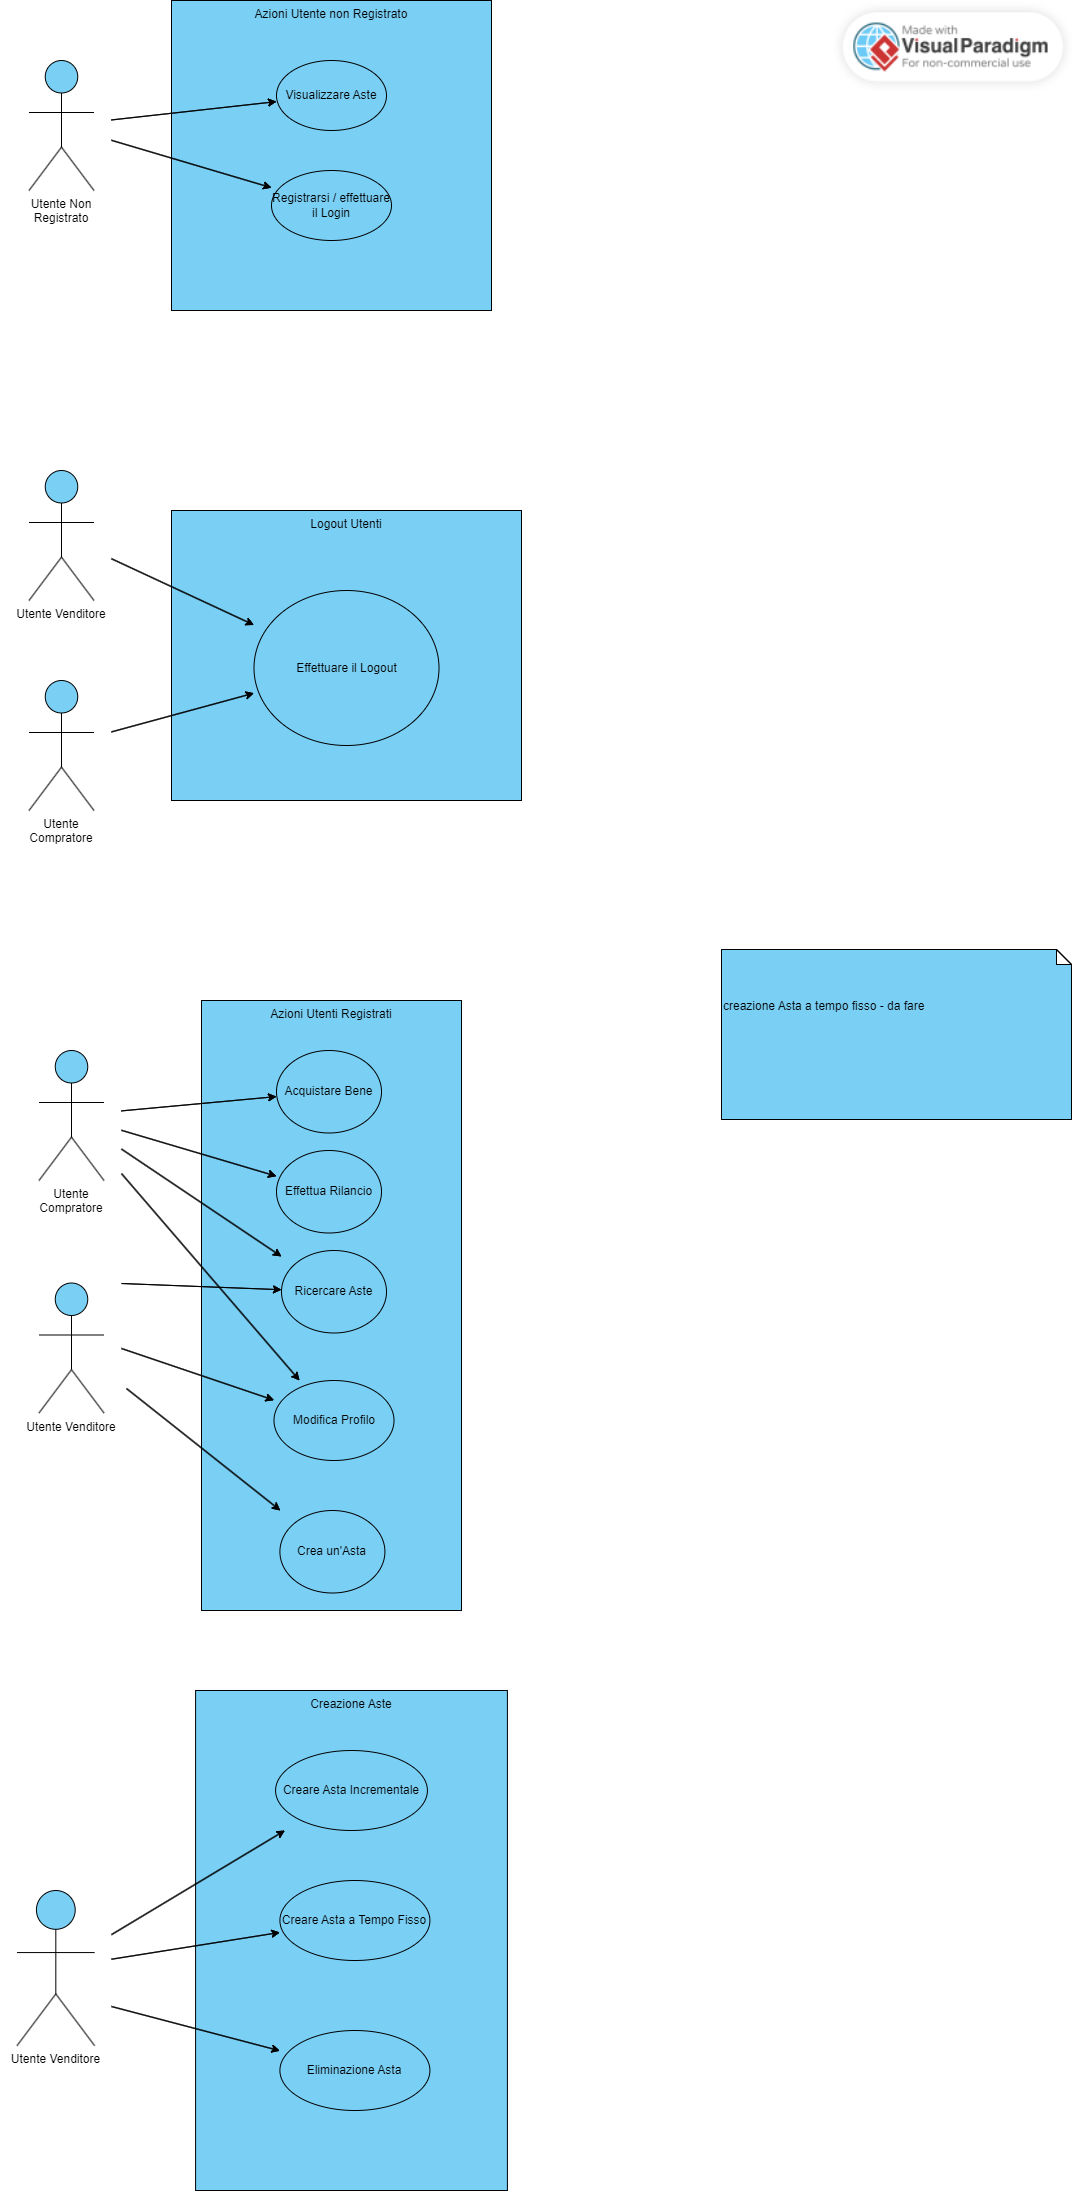 Azioni Utente non Registrato
Made with
Visual Paradigm
For non-commercial use
Visualizzare Aste
Registrarsi / effettuare
il Login
Utente Non
Registrato
Logout Utenti
Utente Venditore
Effettuare il Logout
Utente
Compratore
creazione Asta a tempo fisso - da fare
Azioni Utenti Registrati
Acquistare Bene
Effettua Rilancio
Utente
Compratore
Ricercare Aste
Modifica Profilo
Utente Venditore
Crea un'Asta
Creazione Aste
Creare Asta Incrementale
Creare Asta a Tempo Fisso
Utente Venditore
Eliminazione Asta